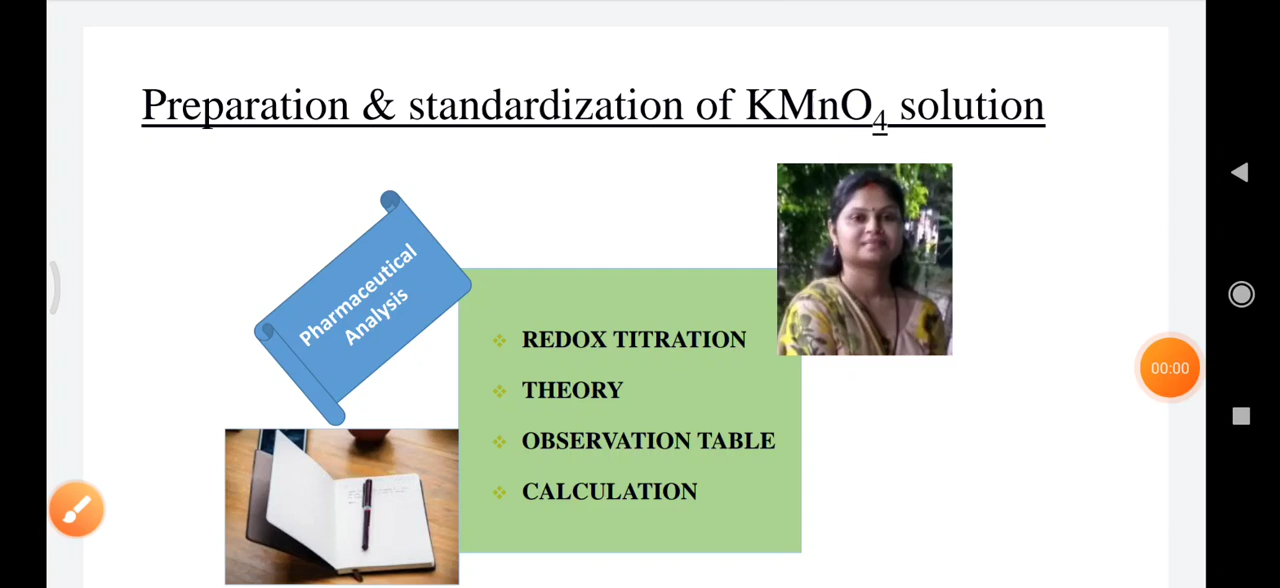 Preparation & standardization of KMnO₄ solution
Pharmaceutical
Analysis
REDOX TITRATION
THEORY
OBSERVATION TABLE
CALCULATION
00:00